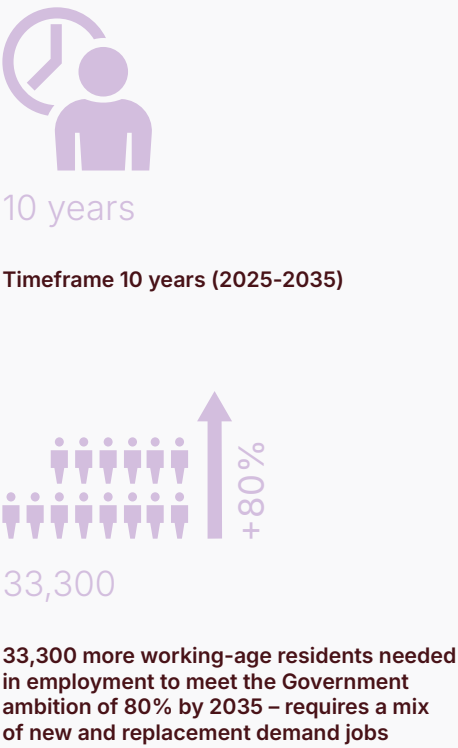 10 years
Timeframe 10 years (2025-2035)
+80%
33,300
33,300 more working-age residents needed
in employment to meet the Government
ambition of 80% by 2035 – requires a mix
of new and replacement demand jobs